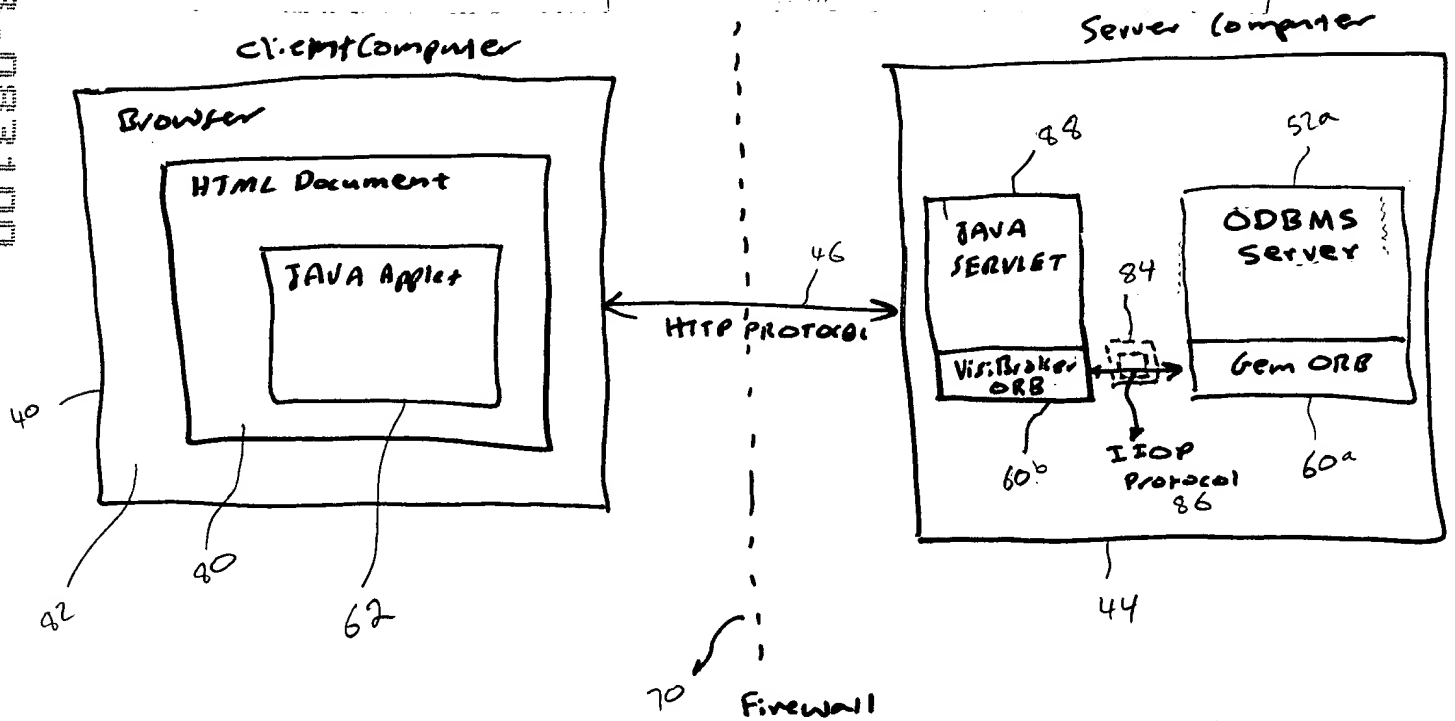 Client Computer
Server Computer
Browser
HTML Document
JAVA Applet
HTTP PROTOCOL
46
88
52a
JAVA
SERVLET
ODBMS
Server
84
VisiBroker
ORB
Gem ORB
IIOP
Protocol
86
60b
60a
40
82
80
62
44
70
Firewall